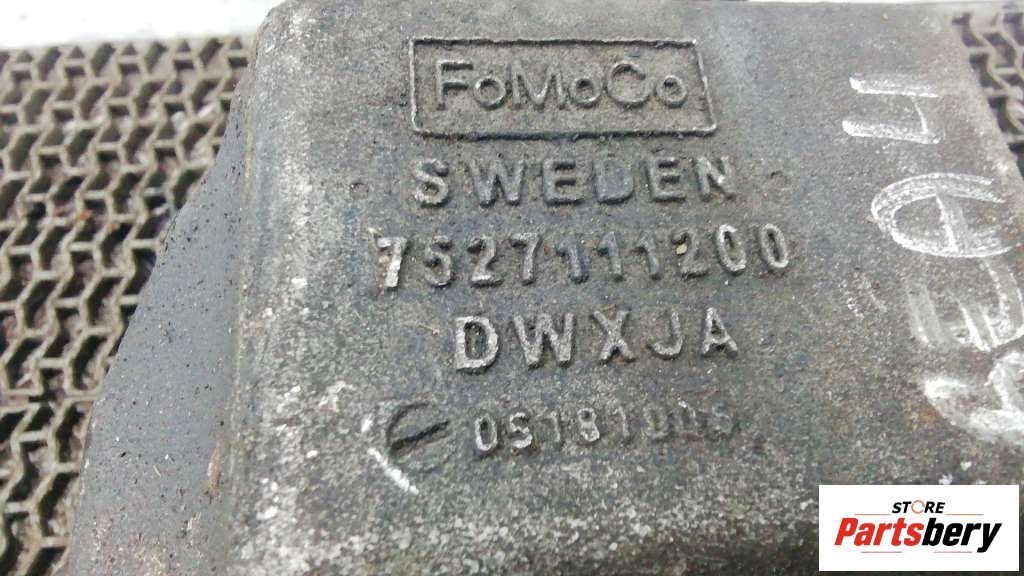 FoMoCo
SWEDEN
7527111200
DWXJA
STORE
Partsbery